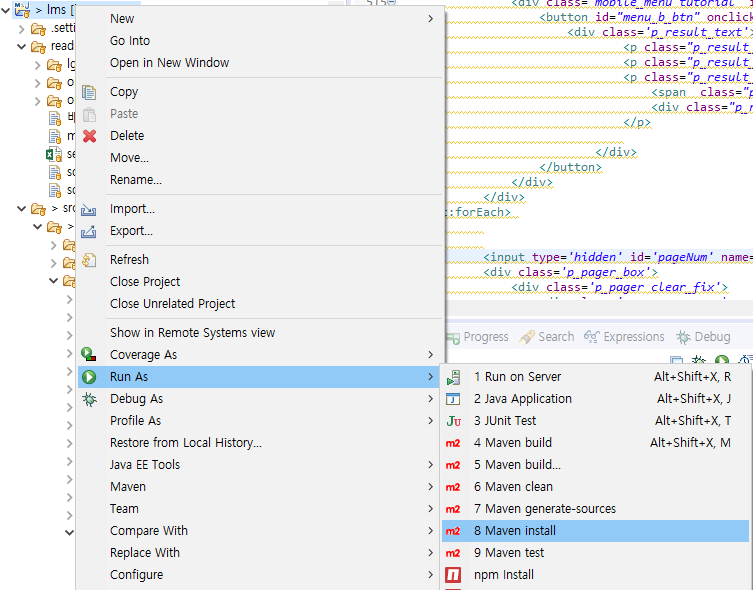 > lms [
.setti
read
lg
o
o
m
se
sc
sc
> src
>
New
Go Into
Open in New Window
Copy
Paste
Delete
Move...
Rename...
Import...
Export...
Refresh
Close Project
Close Unrelated Project
Show in Remote Systems view
Coverage As
Run As
Debug As
Profile As
Restore from Local History...
Java EE Tools
Maven
Team
Compare With
Replace With
Configure
515
<div class='mobile_menu tutorial
<button id="menu_b_btn" onclick
<div class='p_result_text'>
<p class="p_result_
<p class="p_result_
<p class="p_result_
<span class="p
<div class="p_r
</p>
</div>
</button>
</div>
</div>
:forEach>
<input type='hidden' id='pageNum' name=
<div class='p_pager_box'>
<div class='p_pager clear_fix'>
Progress Search Expressions Debug
1 Run on Server Alt+Shift+X, R
2 Java Application Alt+Shift+X, J
3 JUnit Test Alt+Shift+X, T
4 Maven build Alt+Shift+X, M
5 Maven build...
6 Maven clean
7 Maven generate-sources
8 Maven install
9 Maven test
npm Install